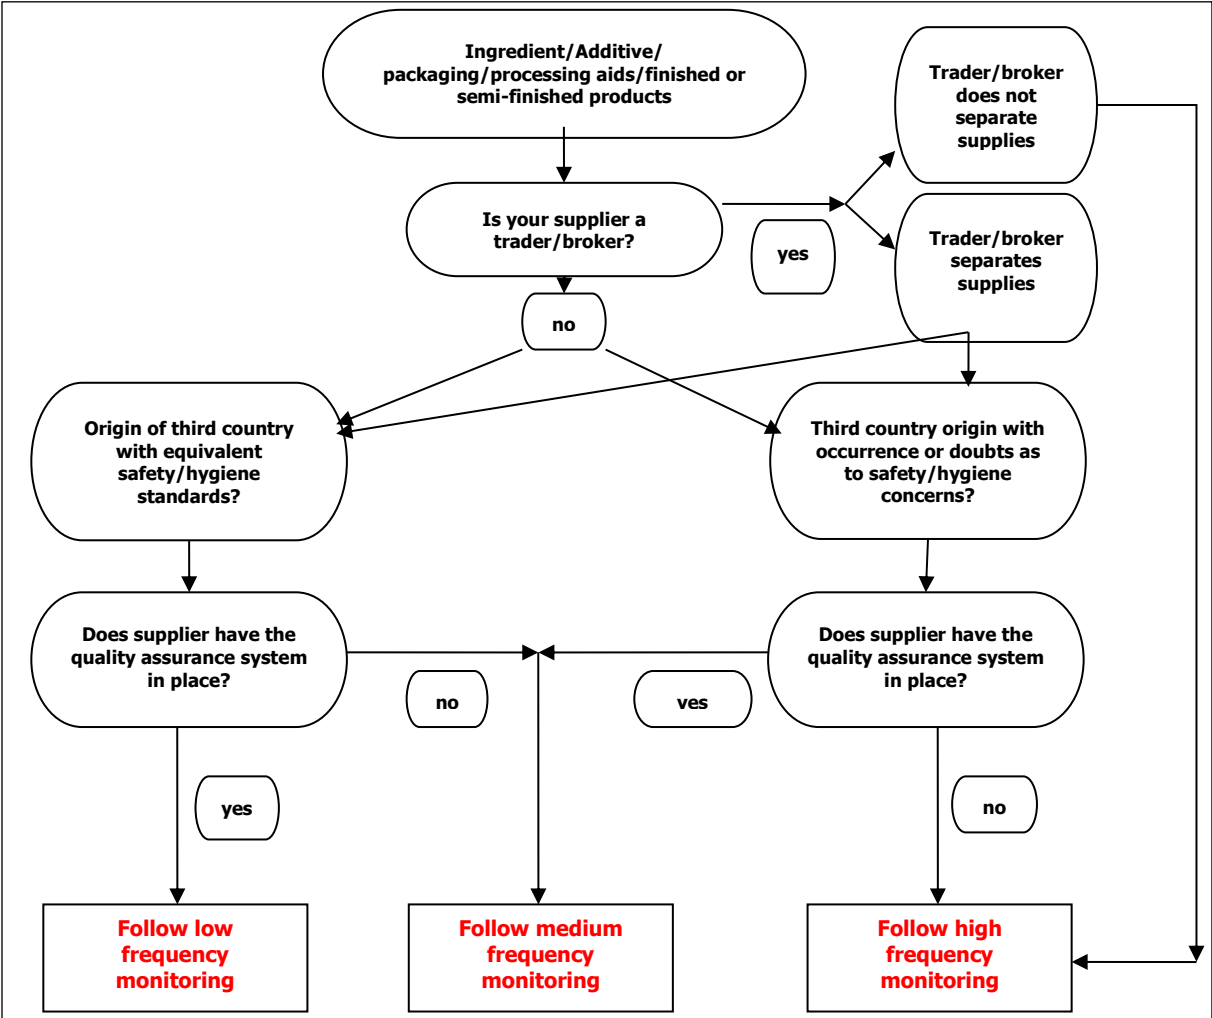 Ingredient/Additive/
packaging/processing aids/finished or
semi-finished products
Trader/broker
does not
separate
supplies
Is your supplier a
trader/broker?
yes
Trader/broker
separates
supplies
no
Origin of third country
with equivalent
safety/hygiene
standards?
Third country origin with
occurrence or doubts as
to safety/hygiene
concerns?
Does supplier have the
quality assurance system
in place?
Does supplier have the
quality assurance system
in place?
no
ves
yes
no
Follow low
frequency
monitoring
Follow medium
frequency
monitoring
Follow high
frequency
monitoring